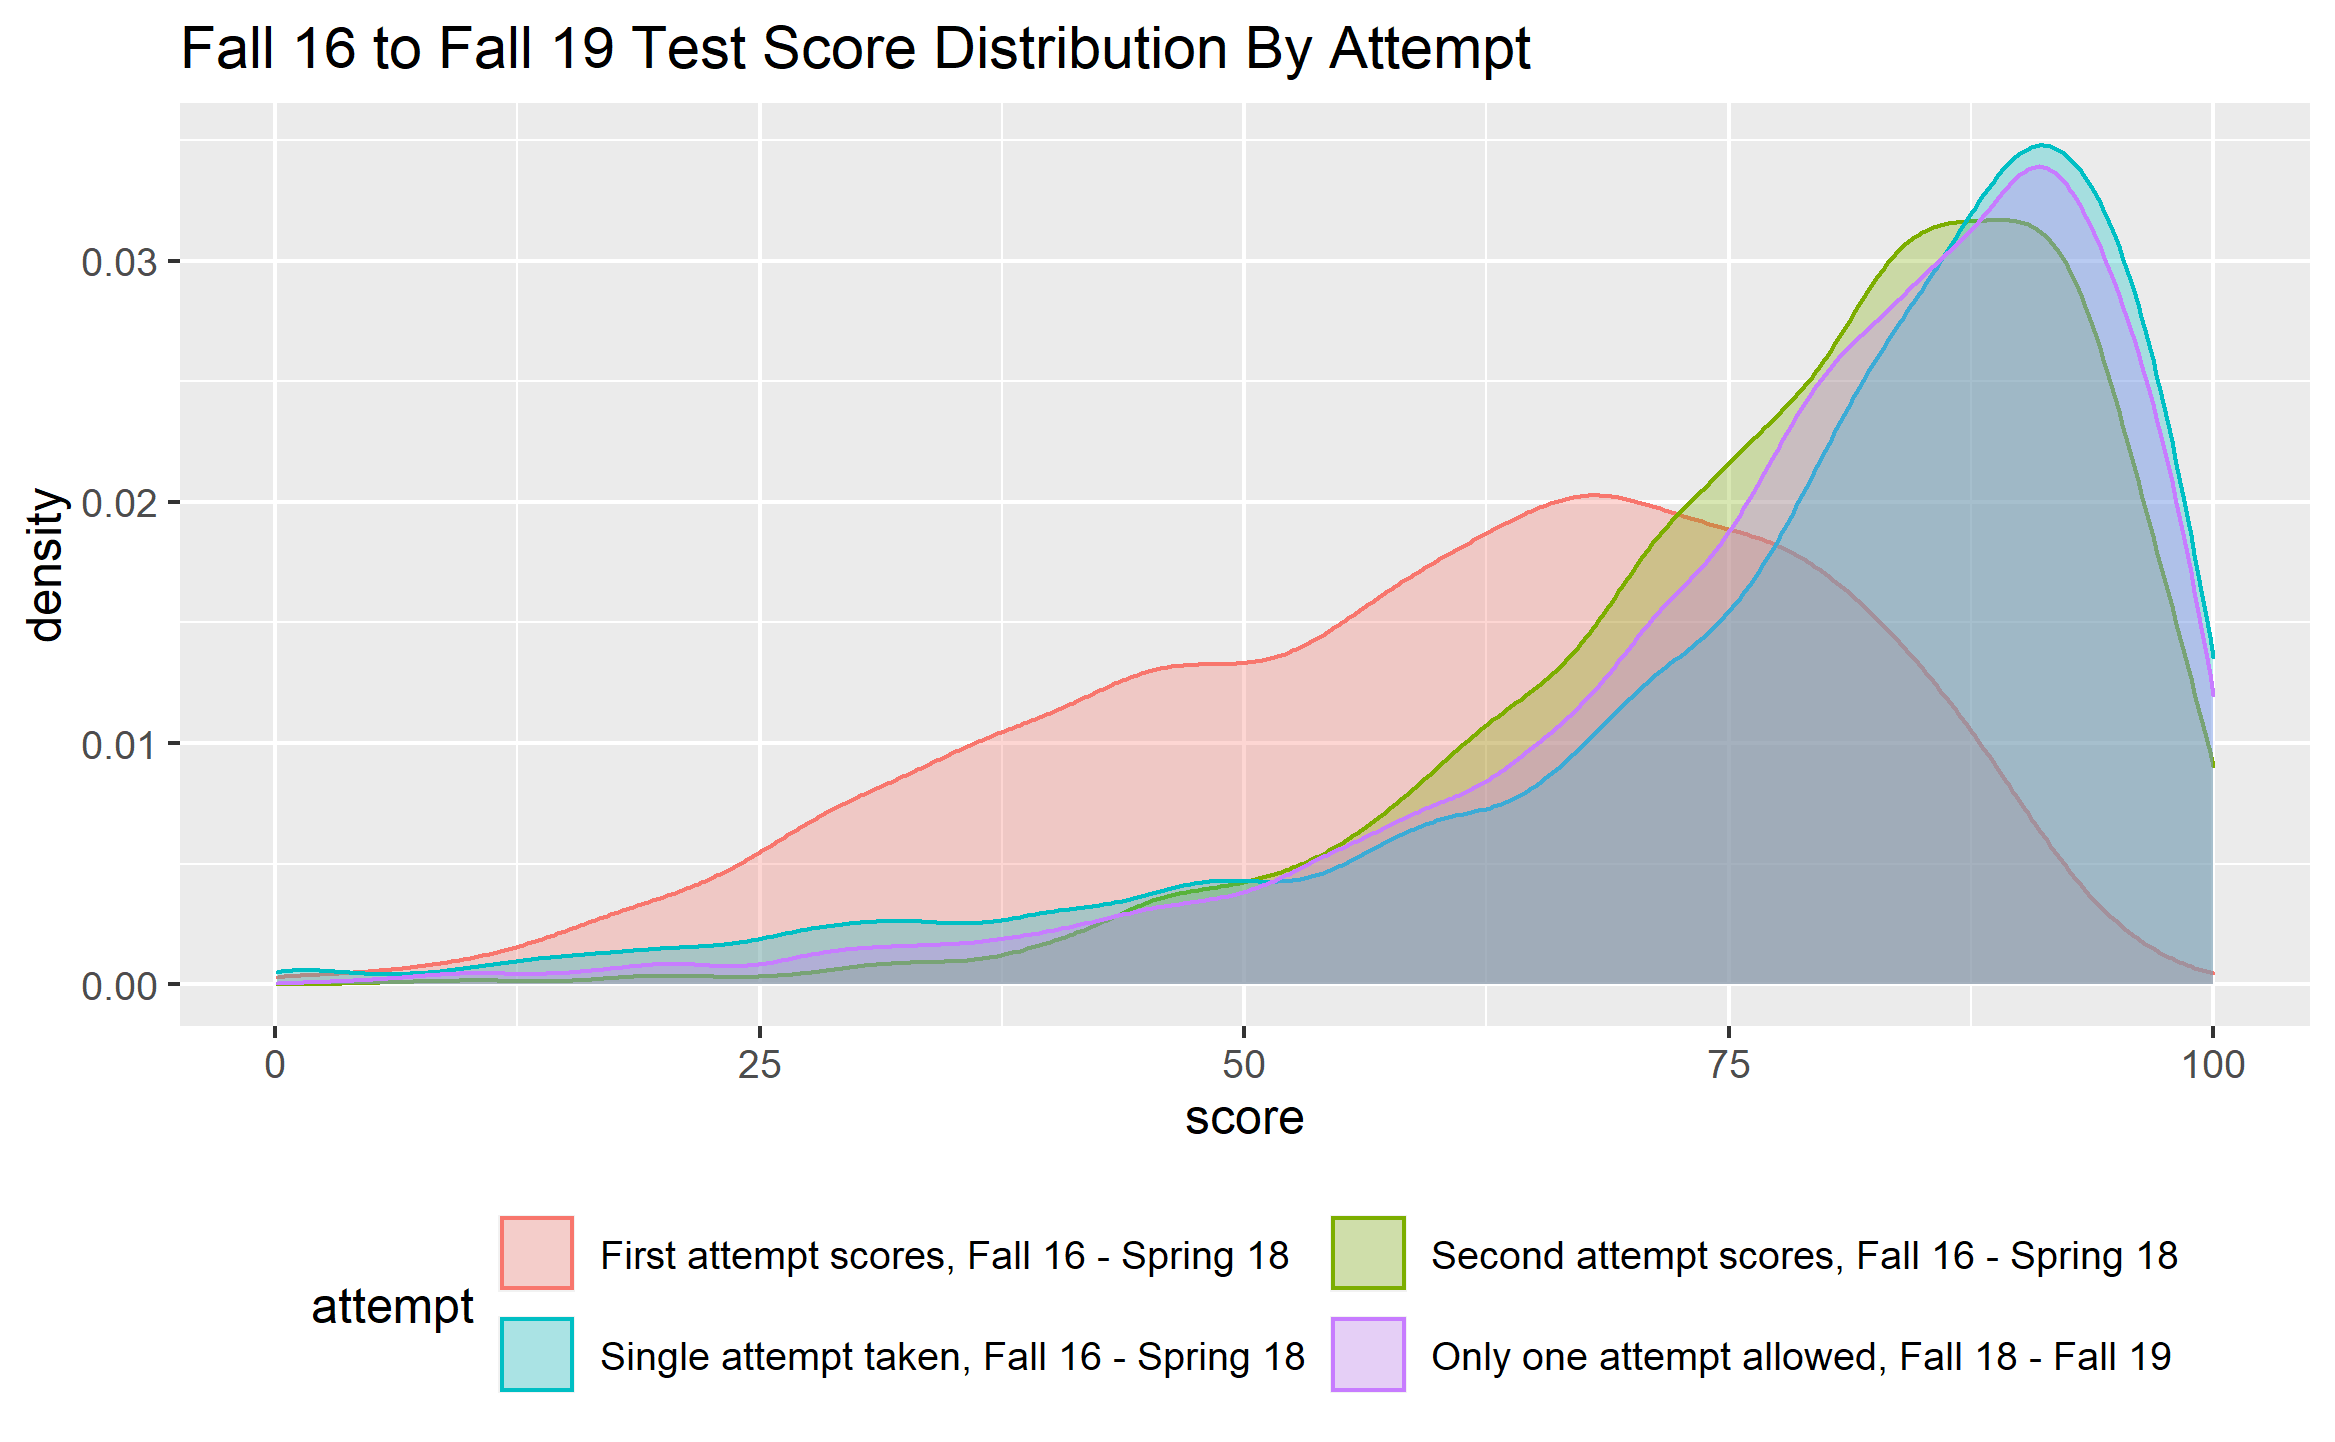 Fall 16 to Fall 19 Test Score Distribution By Attempt
density
0.03
0.02
0.01
0.00
0 25 50 75 100
score
attempt
First attempt scores, Fall 16 - Spring 18
Second attempt scores, Fall 16 - Spring 18
Single attempt taken, Fall 16 - Spring 18
Only one attempt allowed, Fall 18 - Fall 19